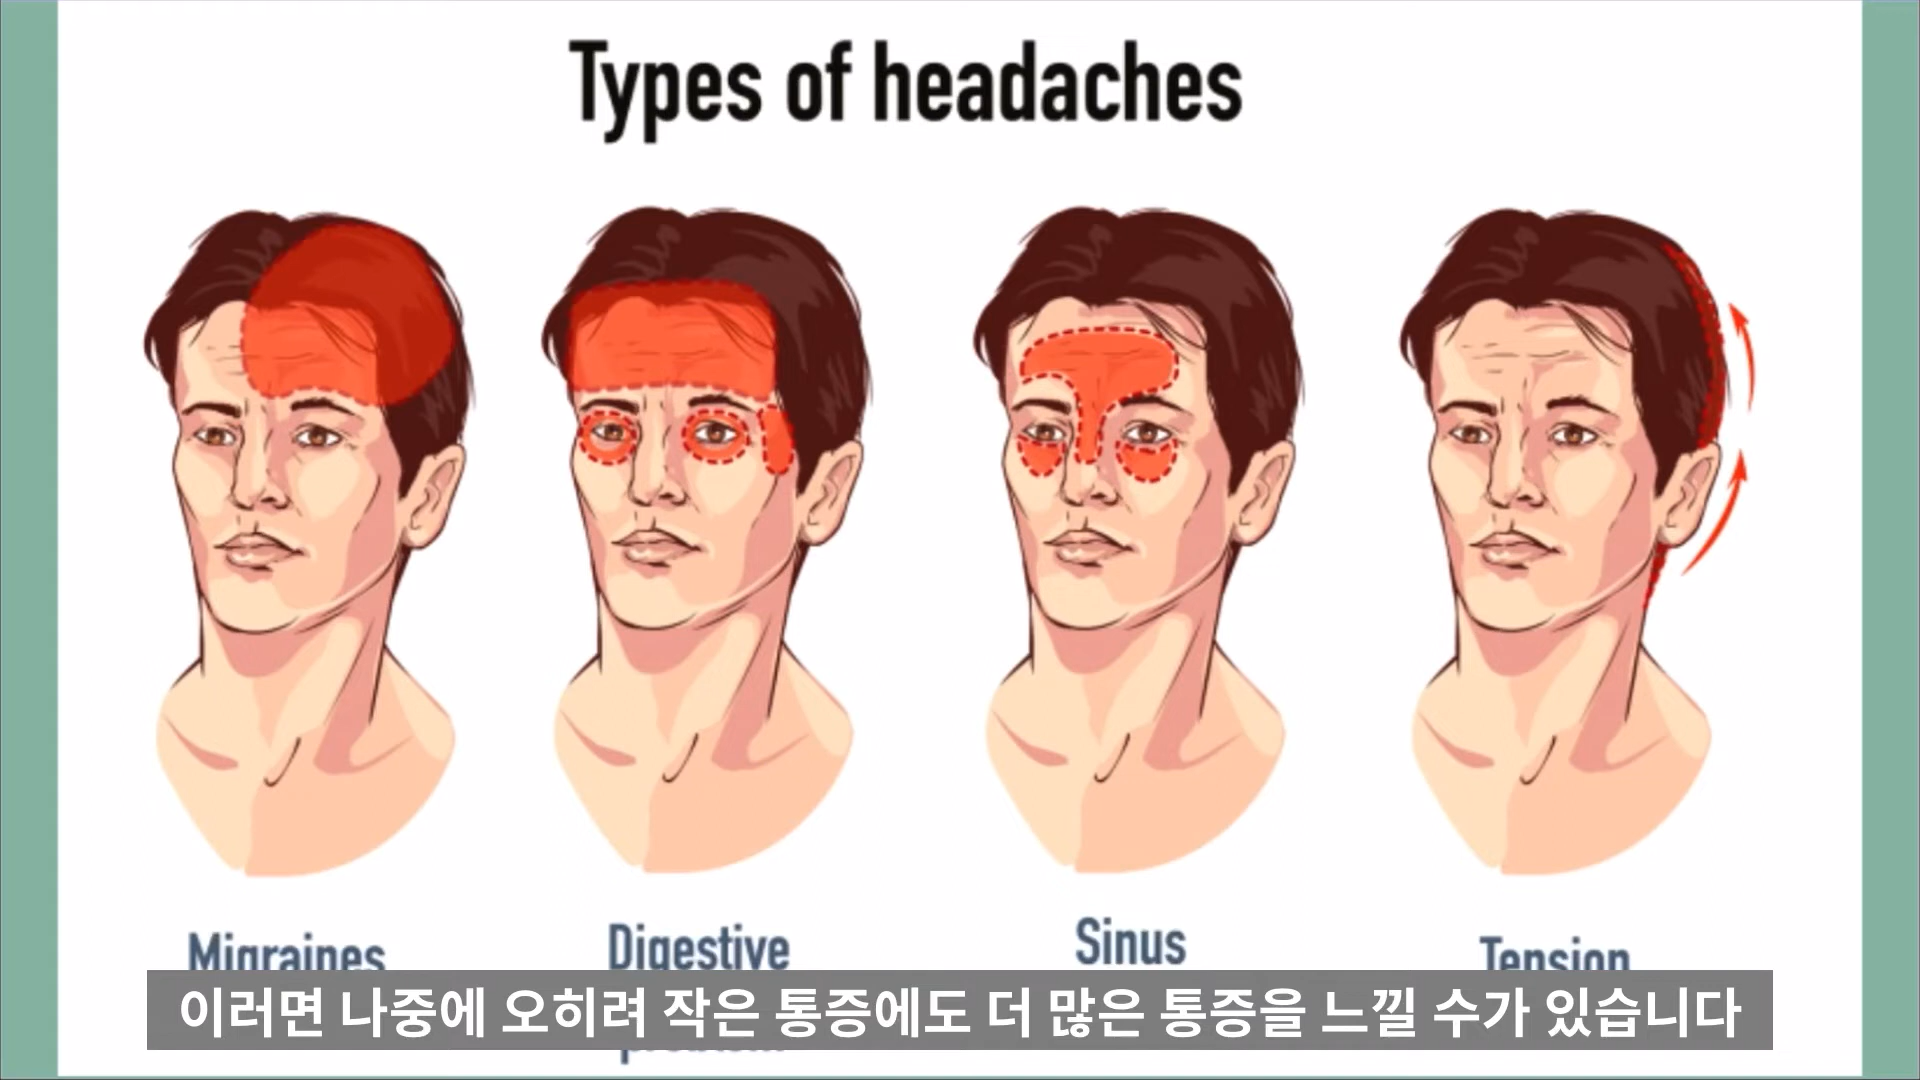 Types of headaches
Migraines
Digestive
Sinus
Tension
이러면 나중에 오히려 작은 통증에도 더 많은 통증을 느낄 수가 있습니다